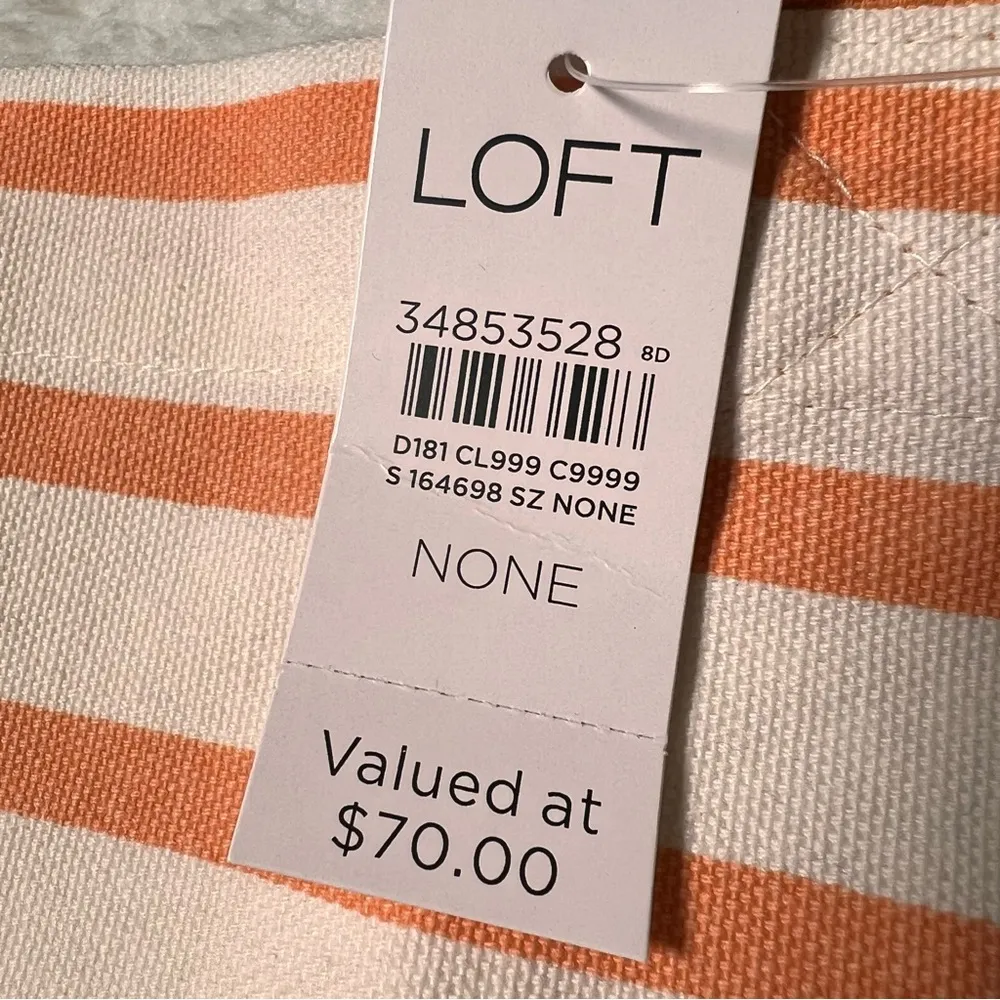 LOFT
34853528 8D
D181 CL999 C9999
S 164698 SZ NONE
NONE
Valued at
$70.00